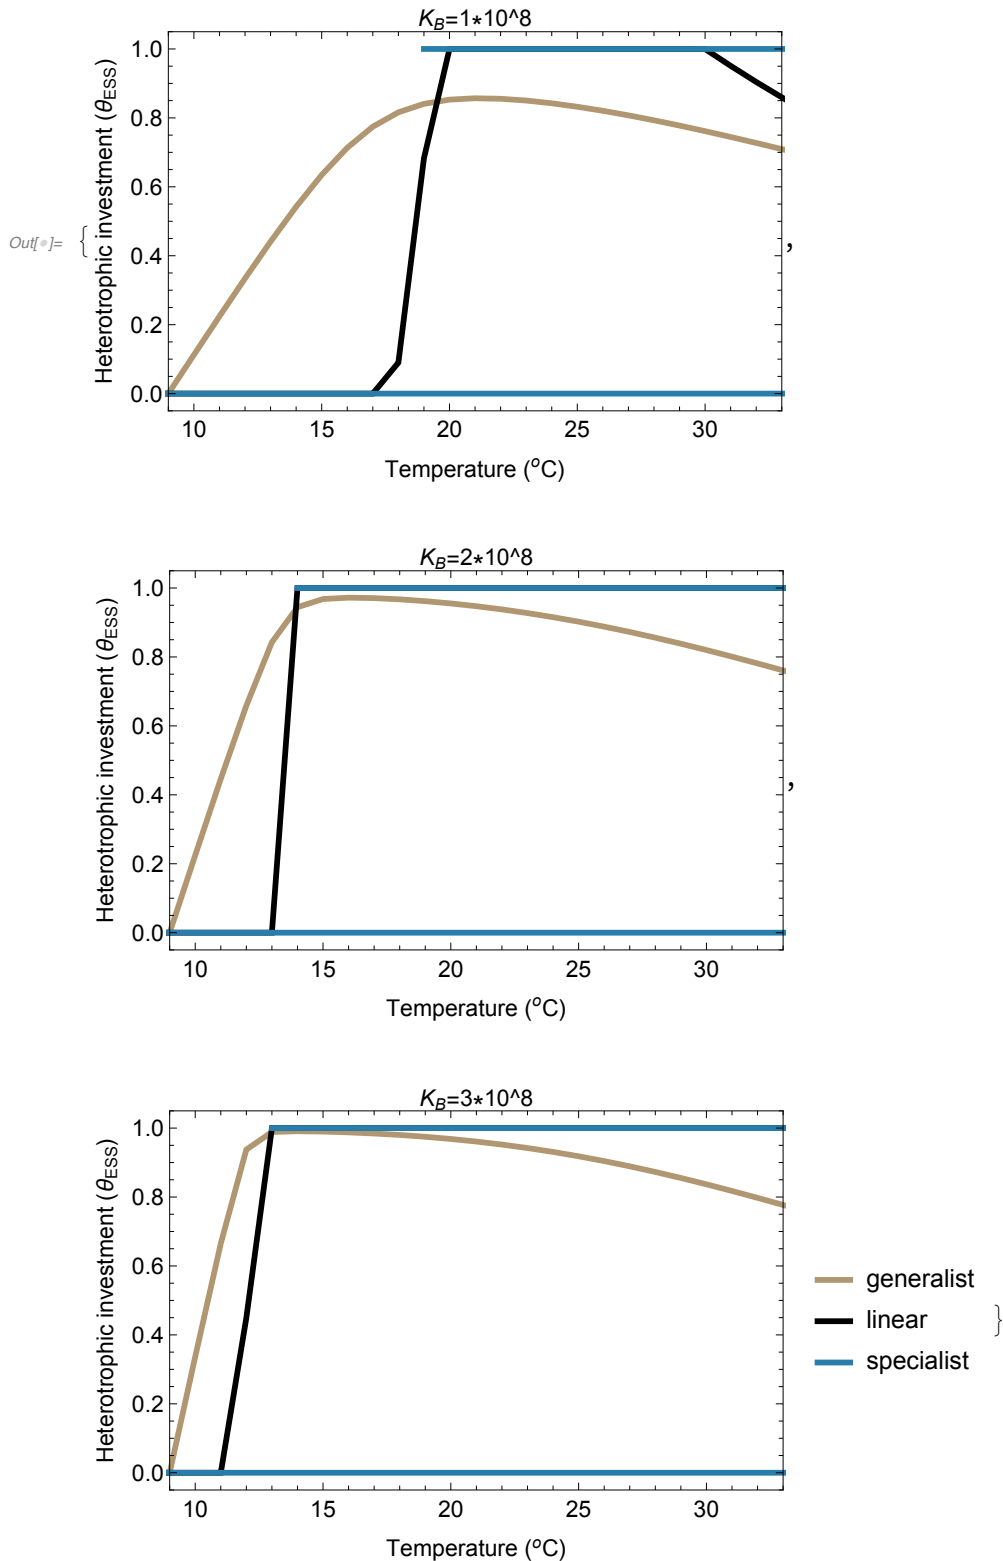 K_B=1*10^8
1.0
0.8
0.6
0.4
0.2
0.0
Heterotrophic investment (θ_ESS)
Out[•]= {
,
10 15 20 25 30
Temperature (°C)
K_B=2*10^8
1.0
0.8
0.6
0.4
0.2
0.0
Heterotrophic investment (θ_ESS)
,
10 15 20 25 30
Temperature (°C)
K_B=3*10^8
1.0
0.8
0.6
0.4
0.2
0.0
Heterotrophic investment (θ_ESS)
10 15 20 25 30
Temperature (°C)
generalist
linear }
specialist